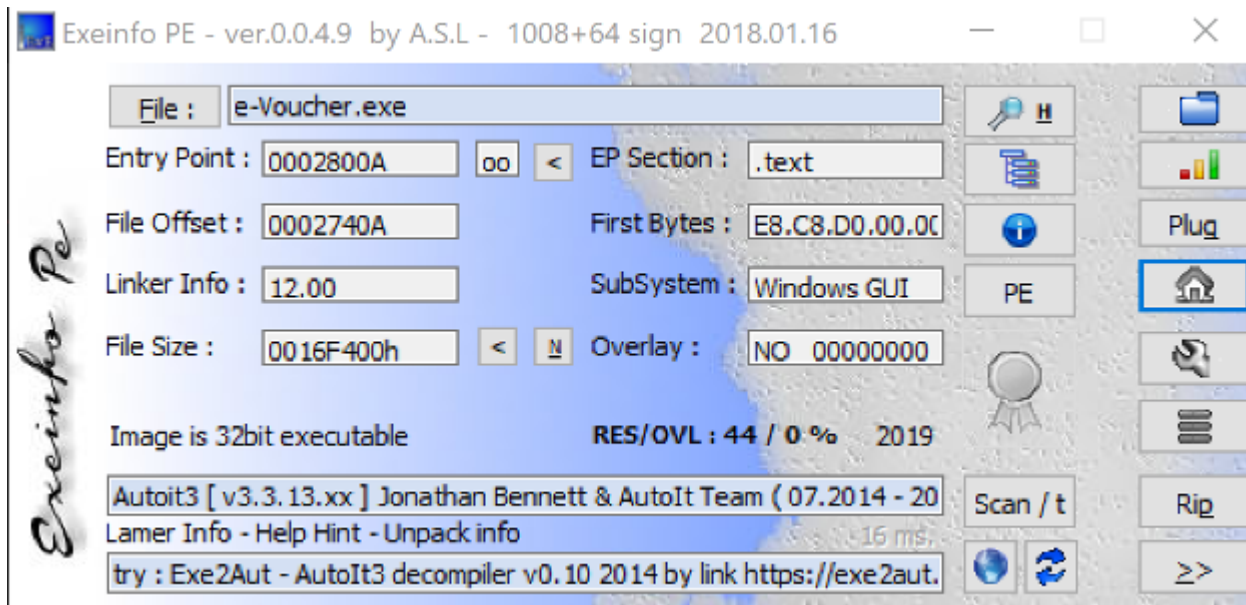 Exeinfo PE - ver.0.0.4.9 by A.S.L - 1008+64 sign 2018.01.16
File : e-Voucher.exe H
Entry Point : 0002800A oo < EP Section : .text
File Offset : 0002740A First Bytes : E8.C8.D0.00.00 Plug
Linker Info : 12.00 SubSystem : Windows GUI PE
File Size : 0016F400h < N Overlay : NO 00000000
Image is 32bit executable RES/OVL : 44 / 0 % 2019
Autoit3 [ v3.3.13.xx ] Jonathan Bennett & AutoIt Team ( 07.2014 - 20 Scan / t Rip
Lamer Info - Help Hint - Unpack info 16 ms.
try : Exe2Aut - AutoIt3 decompiler v0.10 2014 by link https://exe2aut. >>
Exeinfo Pe